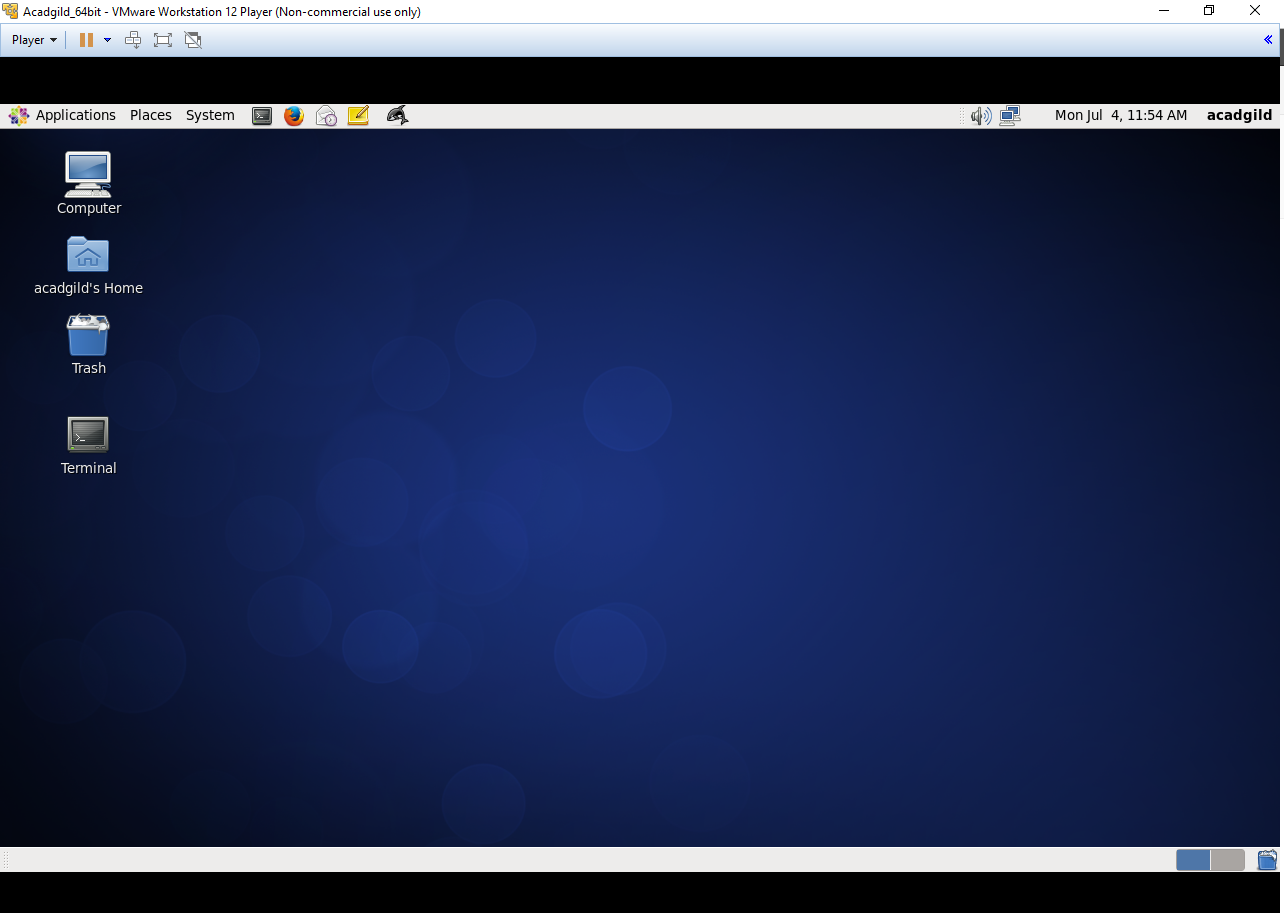 Acadgild_64bit - VMware Workstation 12 Player (Non-commercial use only)
Player
Applications Places System Mon Jul 4, 11:54 AM acadgild
Computer
acadgild's Home
Trash
Terminal